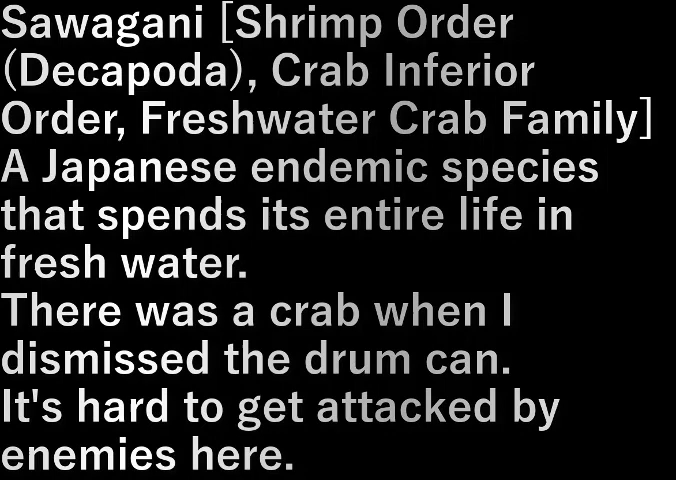 Sawagani [Shrimp Order
(Decapoda), Crab Inferior
Order, Freshwater Crab Family]
A Japanese endemic species
that spends its entire life in
fresh water.
There was a crab when I
dismissed the drum can.
It's hard to get attacked by
enemies here.